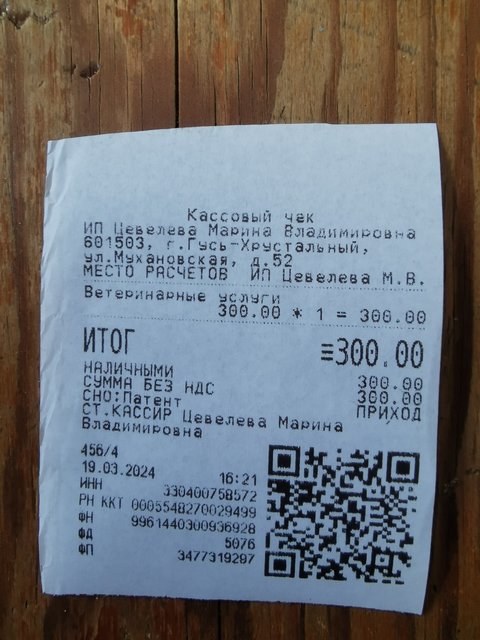 Кассовый чек
ИП Цевелева Марина Владимировна
601503, г.Гусь-Хрустальный,
ул.Мухановская, д.52
МЕСТО РАСЧЕТОВ ИП Цевелева М.В.
Ветеринарные услуги
300.00 * 1 = 300.00
ИТОГ ≡300.00
НАЛИЧНЫМИ 300.00
СУММА БЕЗ НДС 300.00
СНО:Патент ПРИХОД
СТ.КАССИР Цевелева Марина
Владимировна
456/4
19.03.2024 16:21
ИНН 330400758572
РН ККТ 0005548270029499
ФН 9961440300936928
ФД 5076
ФП 3477319297